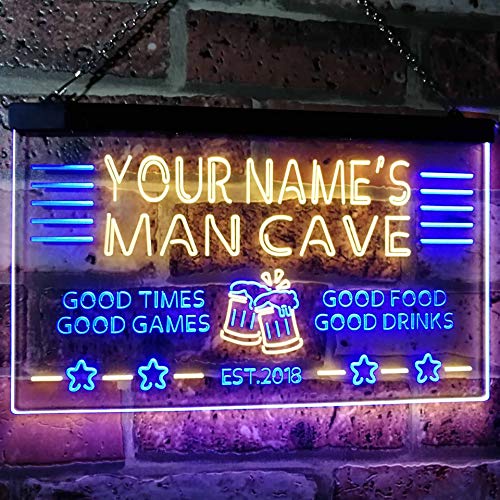 YOUR NAME'S
MAN CAVE
GOOD TIMES
GOOD GAMES
GOOD FOOD
GOOD DRINKS
EST.2018